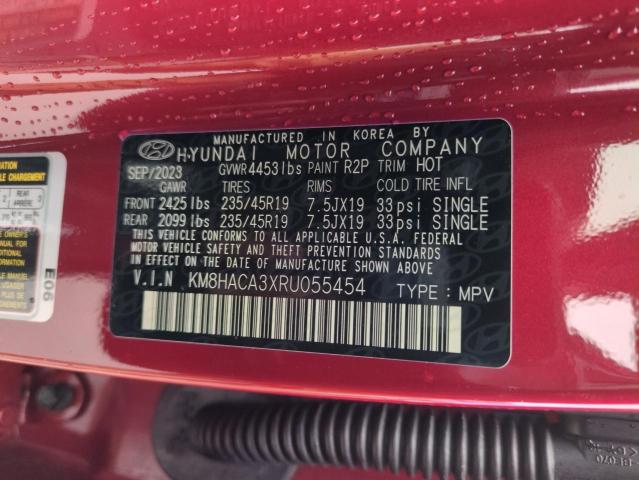 MANUFACTURED IN KOREA BY
HYUNDAI MOTOR COMPANY
SEP/2023 GVWR 4453 lbs PAINT R2P TRIM HOT
GAWR TIRES RIMS COLD TIRE INFL
FRONT 2425 lbs 235/45R19 7.5JX19 33psi SINGLE
REAR 2099 lbs 235/45R19 7.5JX19 33psi SINGLE
THIS VEHICLE CONFORMS TO ALL APPLICABLE U.S.A. FEDERAL
MOTOR VEHICLE SAFETY AND THEFT PREVENTION STANDARDS
IN EFFECT ON THE DATE OF MANUFACTURE SHOWN ABOVE.
V.I.N KM8HACA3XRU055454 TYPE : MPV
REAR
ARRIÈRE
E06